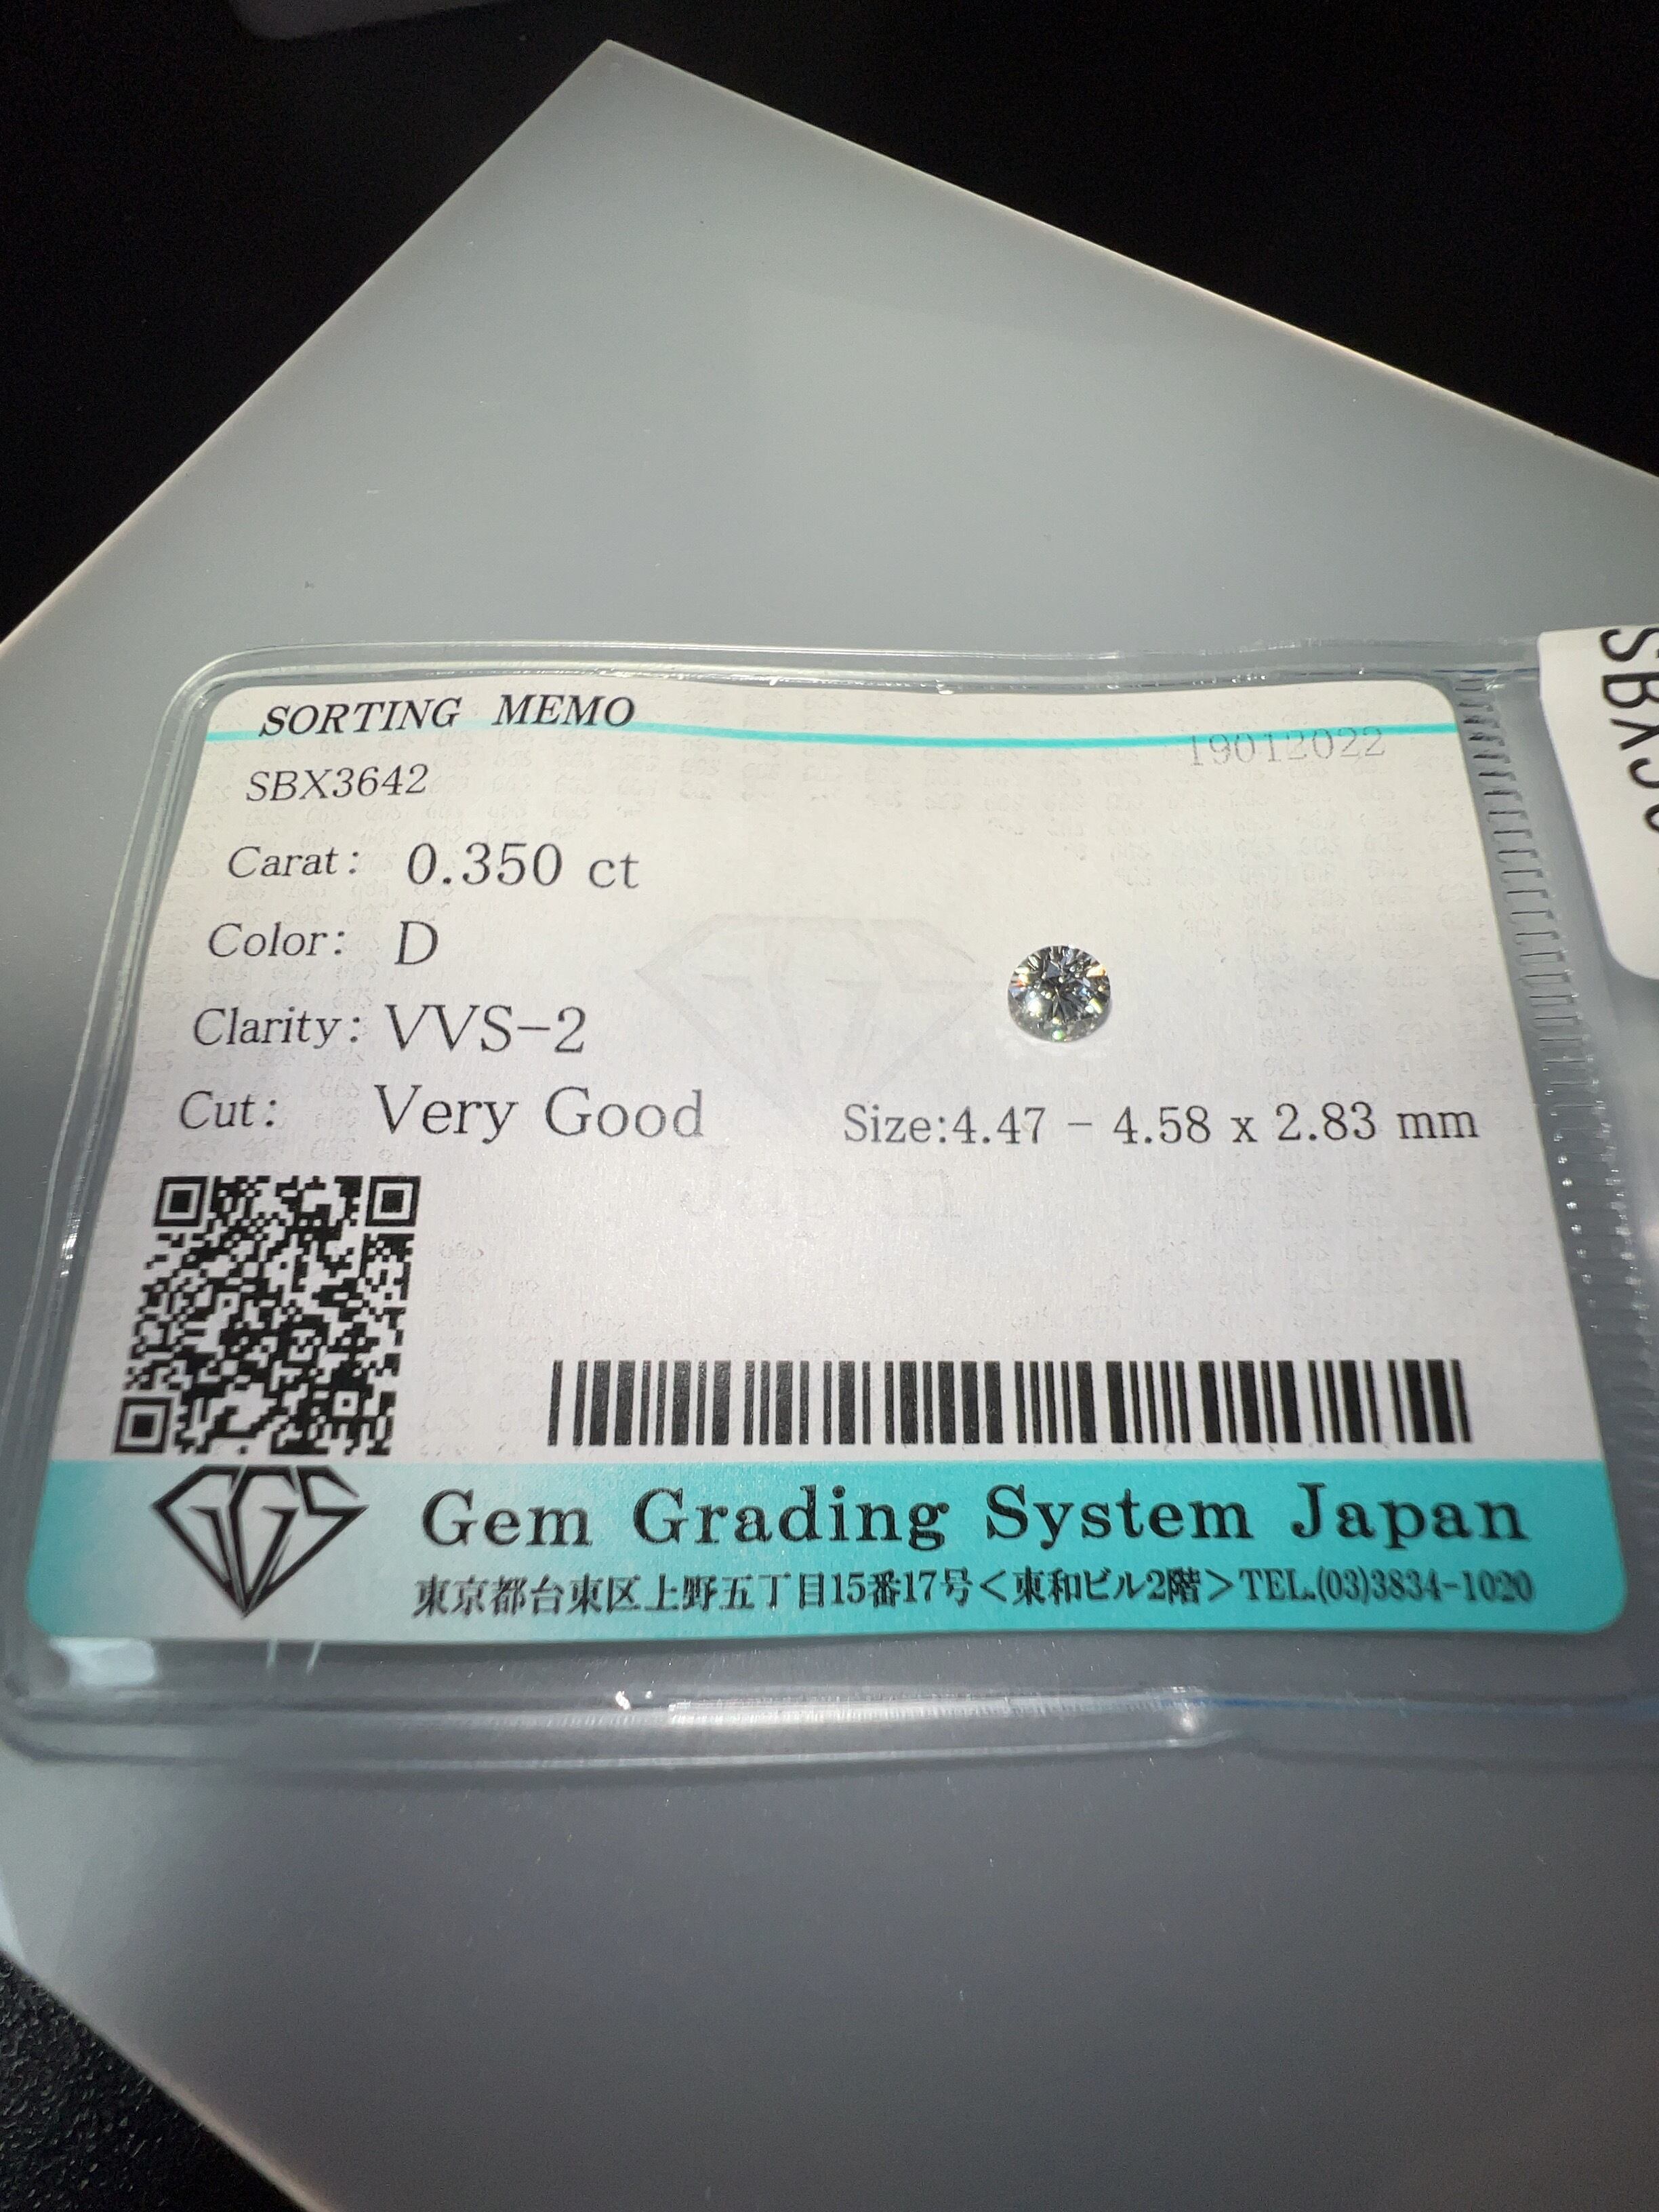 SORTING MEMO
19012022
SBX3642
Carat: 0.350 ct
Color: D
Clarity: VVS-2
Cut: Very Good
Size:4.47 - 4.58 x 2.83 mm
GGS
Gem Grading System Japan
東京都台東区上野五丁目15番17号<東和ビル2階>TEL.(03)3834-1020